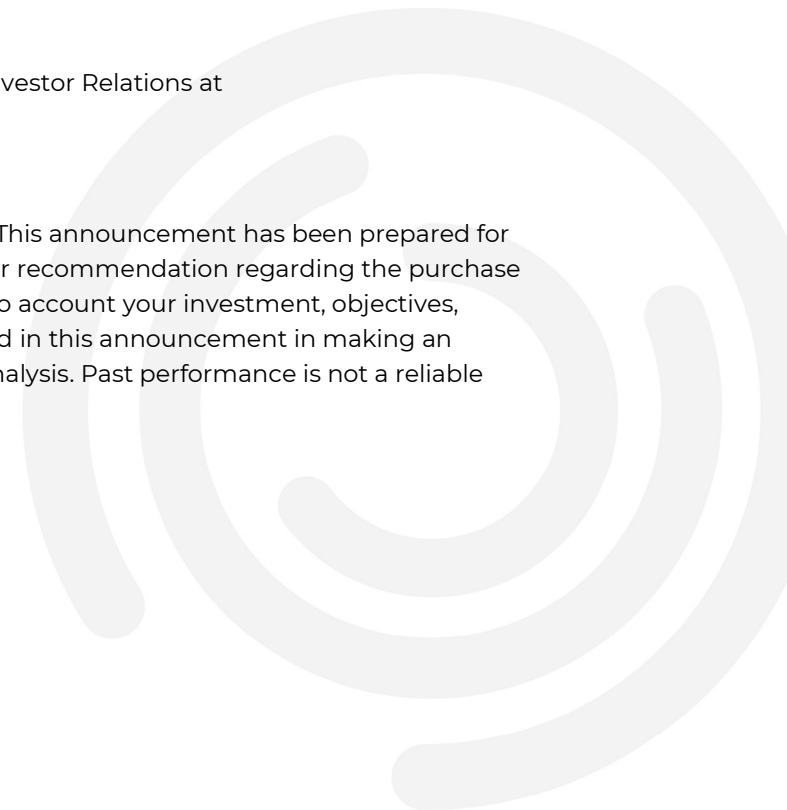 vestor Relations at
This announcement has been prepared for
r recommendation regarding the purchase
o account your investment, objectives,
d in this announcement in making an
nalysis. Past performance is not a reliable